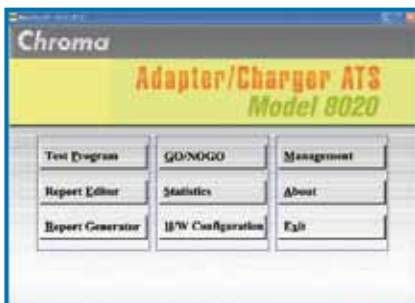 Chroma
Adapter/Charger ATS
Model 8020
Test Program
GO/NOGO
Management
Report Editor
Statistics
About
Report Generator
H/W Configuration
Exit